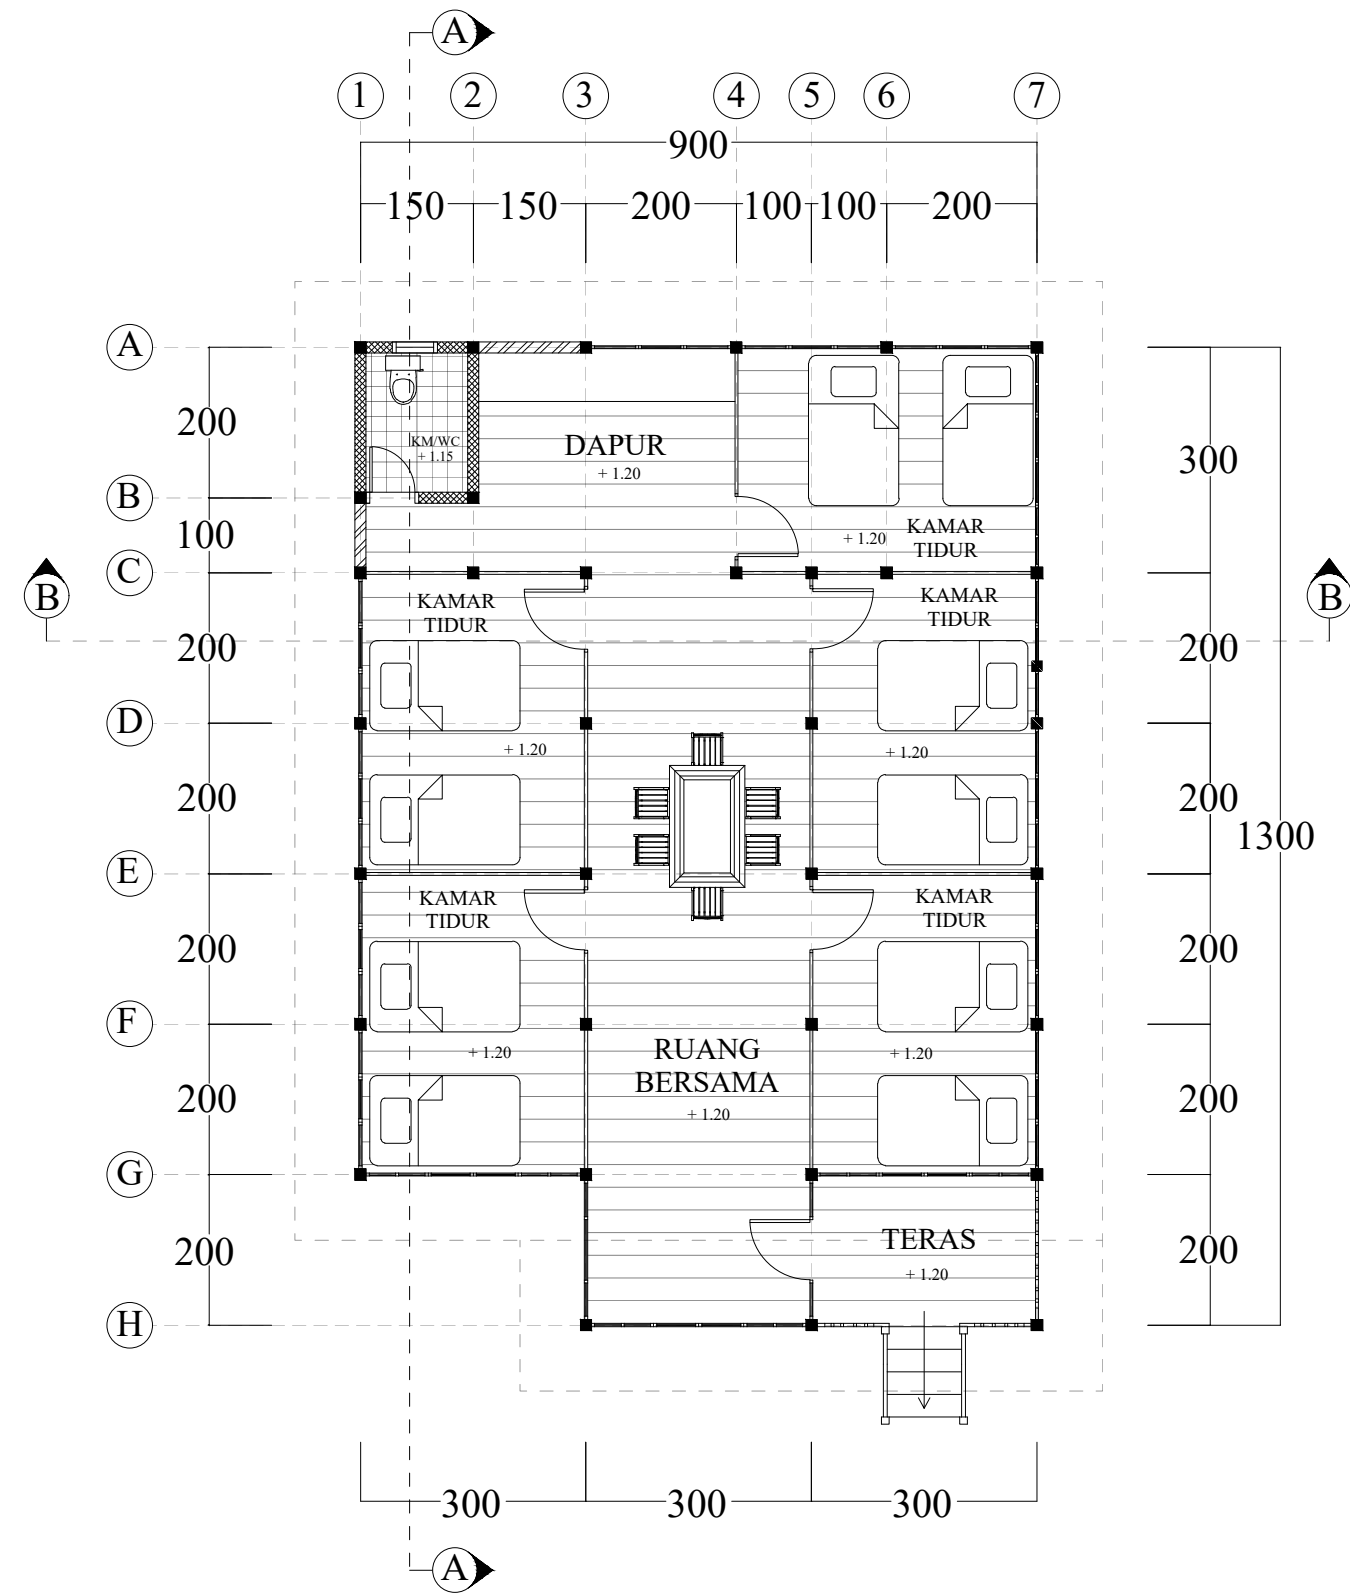 A
1 2 3 4 5 6 7
900
150 150 200 100 100 200
A
200
KM/WC
+ 1.15
DAPUR
+ 1.20
300
B
100
KAMAR
TIDUR
+ 1.20
C
B
B
KAMAR
TIDUR
KAMAR
TIDUR
200
200
D
+ 1.20
+ 1.20
200
200
1300
E
KAMAR
TIDUR
KAMAR
TIDUR
200
200
F
+ 1.20
RUANG
BERSAMA
+ 1.20
+ 1.20
200
200
G
200
TERAS
+ 1.20
200
H
300 300 300
A